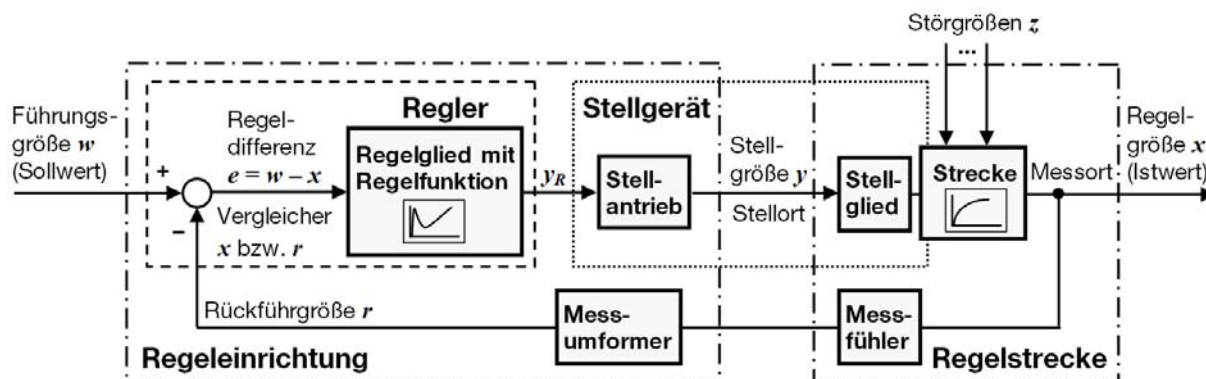 Störgrößen z
...
Führungs-
größe w
(Sollwert)
+
−
Regel-
differenz
e = w – x
Vergleicher
x bzw. r
Regler
Regelglied mit
Regelfunktion
yR
Stellgerät
Stell-
antrieb
Stell-
größe y
Stellort
Stell-
glied
Strecke
Messort
Regel-
größe x
(Istwert)
Rückführgröße r
Mess-
umformer
Mess-
fühler
Regeleinrichtung
Regelstrecke